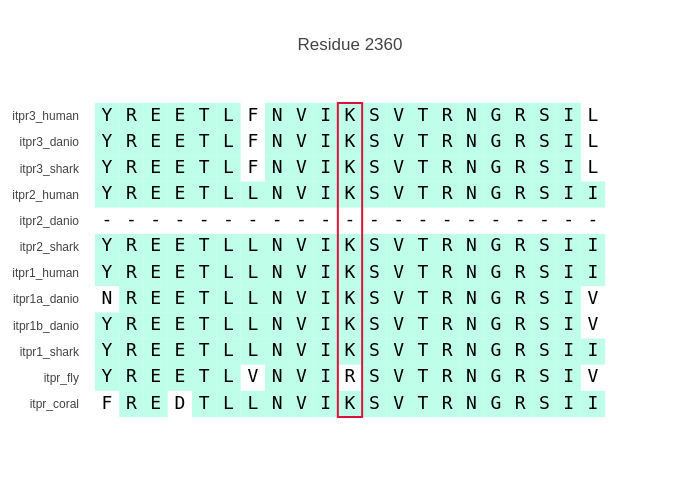 Residue 2360
itpr3_human Y R E E T L F N V I K S V T R N G R S I L
itpr3_danio Y R E E T L F N V I K S V T R N G R S I L
itpr3_shark Y R E E T L F N V I K S V T R N G R S I L
itpr2_human Y R E E T L L N V I K S V T R N G R S I I
itpr2_danio - - - - - - - - - - - - - - - - - - - - -
itpr2_shark Y R E E T L L N V I K S V T R N G R S I I
itpr1_human Y R E E T L L N V I K S V T R N G R S I I
itpr1a_danio N R E E T L L N V I K S V T R N G R S I V
itpr1b_danio Y R E E T L L N V I K S V T R N G R S I V
itpr1_shark Y R E E T L L N V I K S V T R N G R S I I
itpr_fly Y R E E T L V N V I R S V T R N G R S I V
itpr_coral F R E D T L L N V I K S V T R N G R S I I